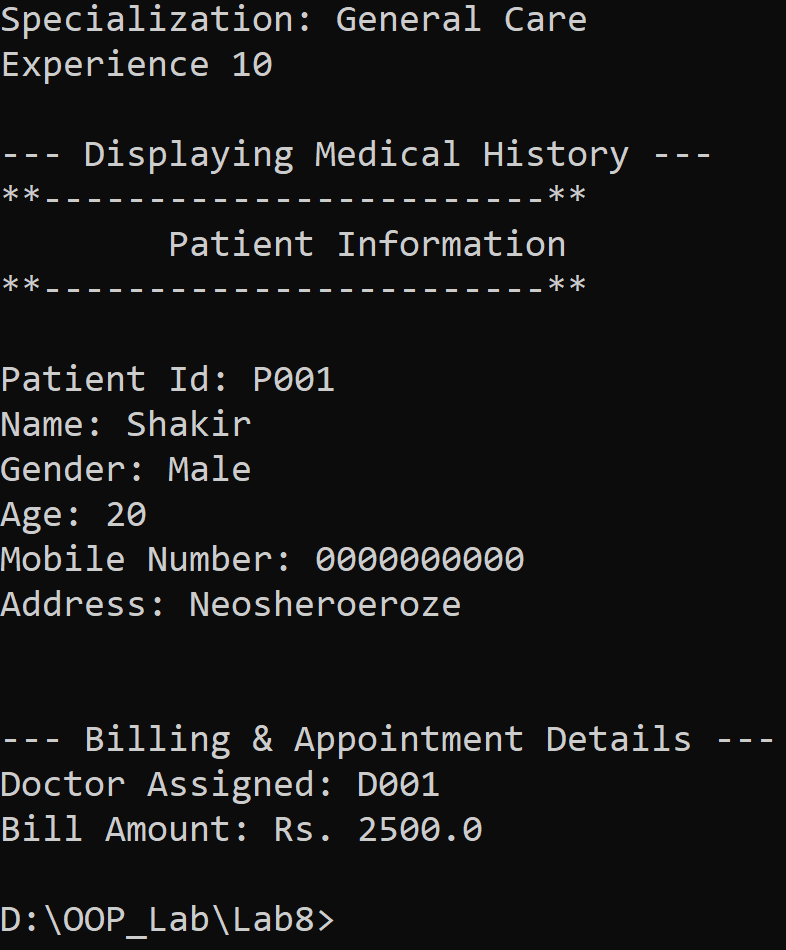 Specialization: General Care
Experience 10
--- Displaying Medical History ---
**------------------------**
Patient Information
**------------------------**
Patient Id: P001
Name: Shakir
Gender: Male
Age: 20
Mobile Number: 0000000000
Address: Neosheroeroze
--- Billing & Appointment Details ---
Doctor Assigned: D001
Bill Amount: Rs. 2500.0
D:\OOP_Lab\Lab8>